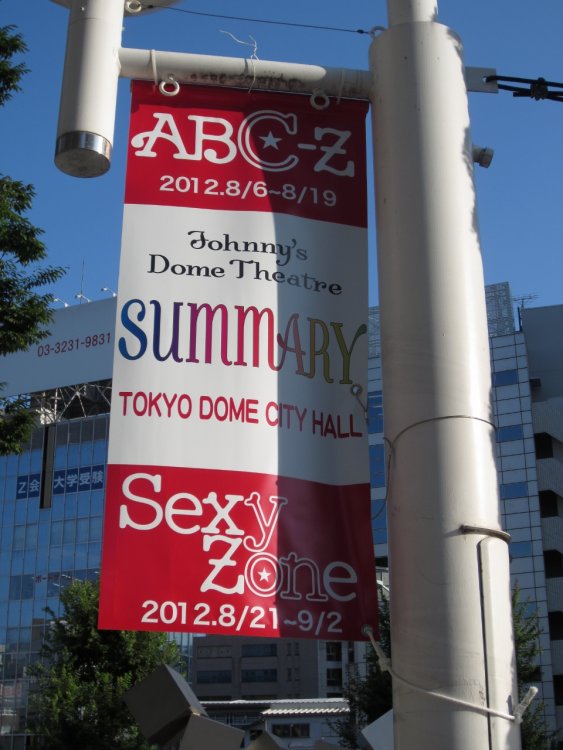 ABC-Z
2012.8/6~8/19
Johnny's
Dome Theatre
SUMMARY
TOKYO DOME CITY HALL
Sexy
Zone
2012.8/21~9/2
03-3231-9831
Z会 大学受験